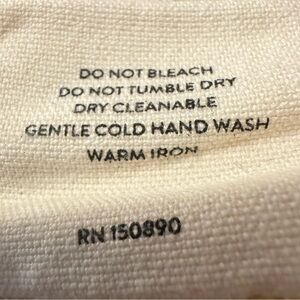 DO NOT BLEACH
DO NOT TUMBLE DRY
DRY CLEANABLE
GENTLE COLD HAND WASH
WARM IRON
RN 150890